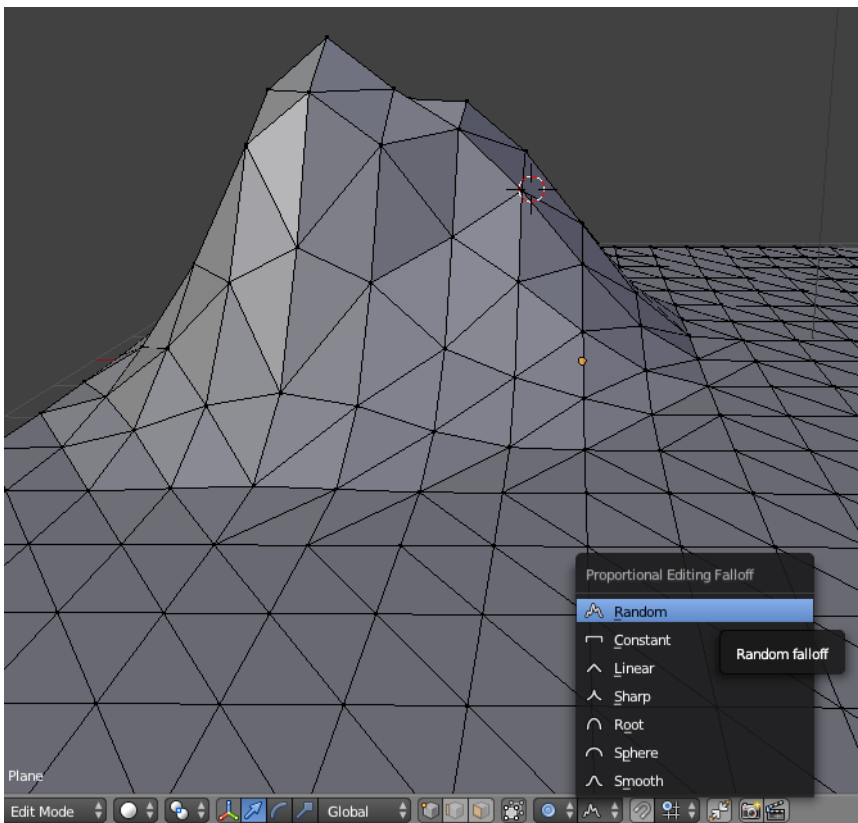 Proportional Editing Falloff
Random
Constant
Random falloff
Linear
Sharp
Root
Sphere
Smooth
Plane
Edit Mode
Global